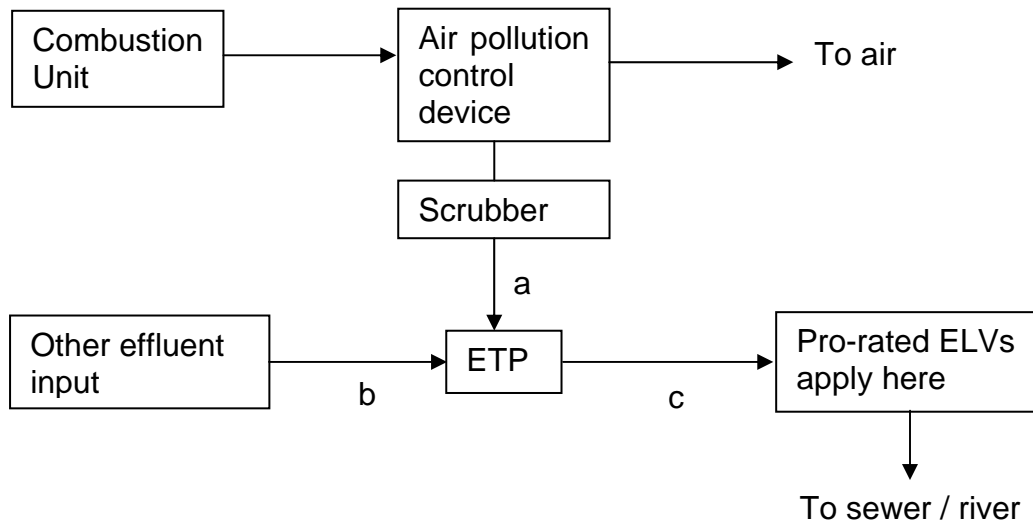 Combustion
Unit
Air pollution
control
device
To air
Scrubber
a
Other effluent
input
b
ETP
c
Pro-rated ELVs
apply here
To sewer / river